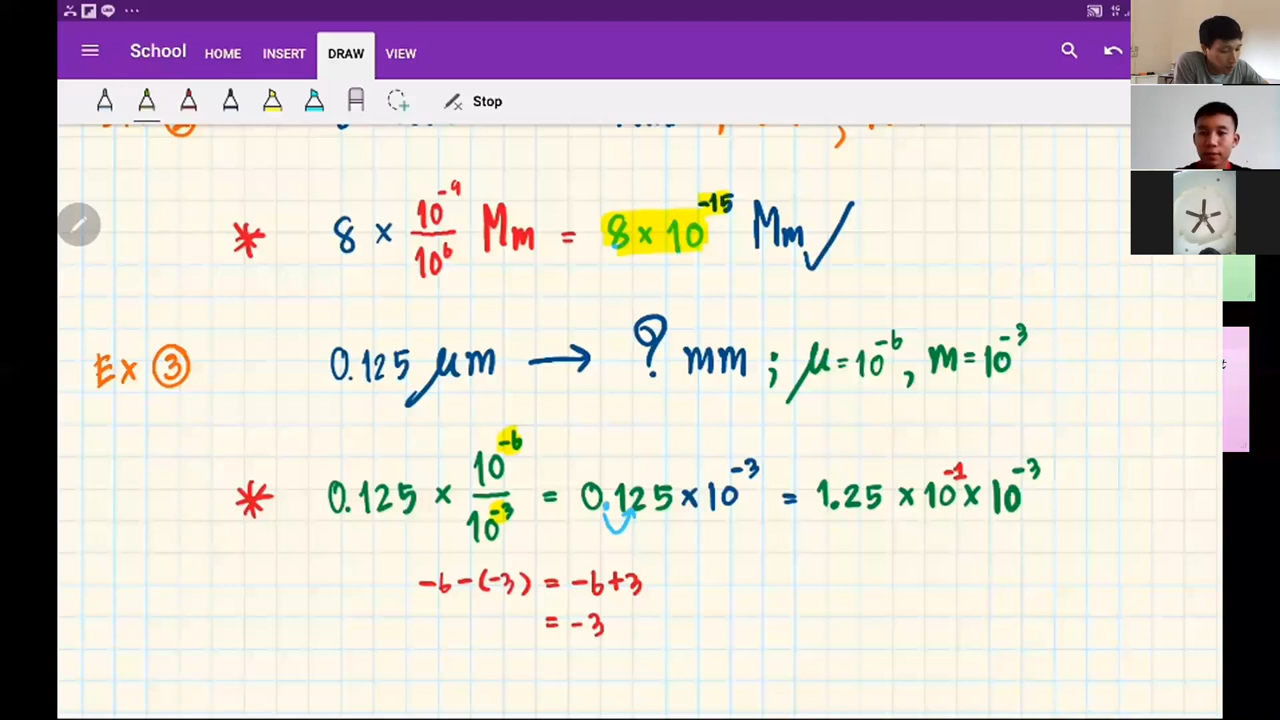 4G
School HOME INSERT DRAW VIEW
Stop
* 8 × 10⁻⁹/10⁶ Mm = 8 × 10⁻¹⁵ Mm ✓
Ex ③ 0.125 μm → ? mm ; μ = 10⁻⁶ , m = 10⁻³
* 0.125 × 10⁻⁶/10⁻³ = 0.125 × 10⁻³ = 1.25 × 10⁻¹ × 10⁻³
-6-(-3) = -6+3
= -3